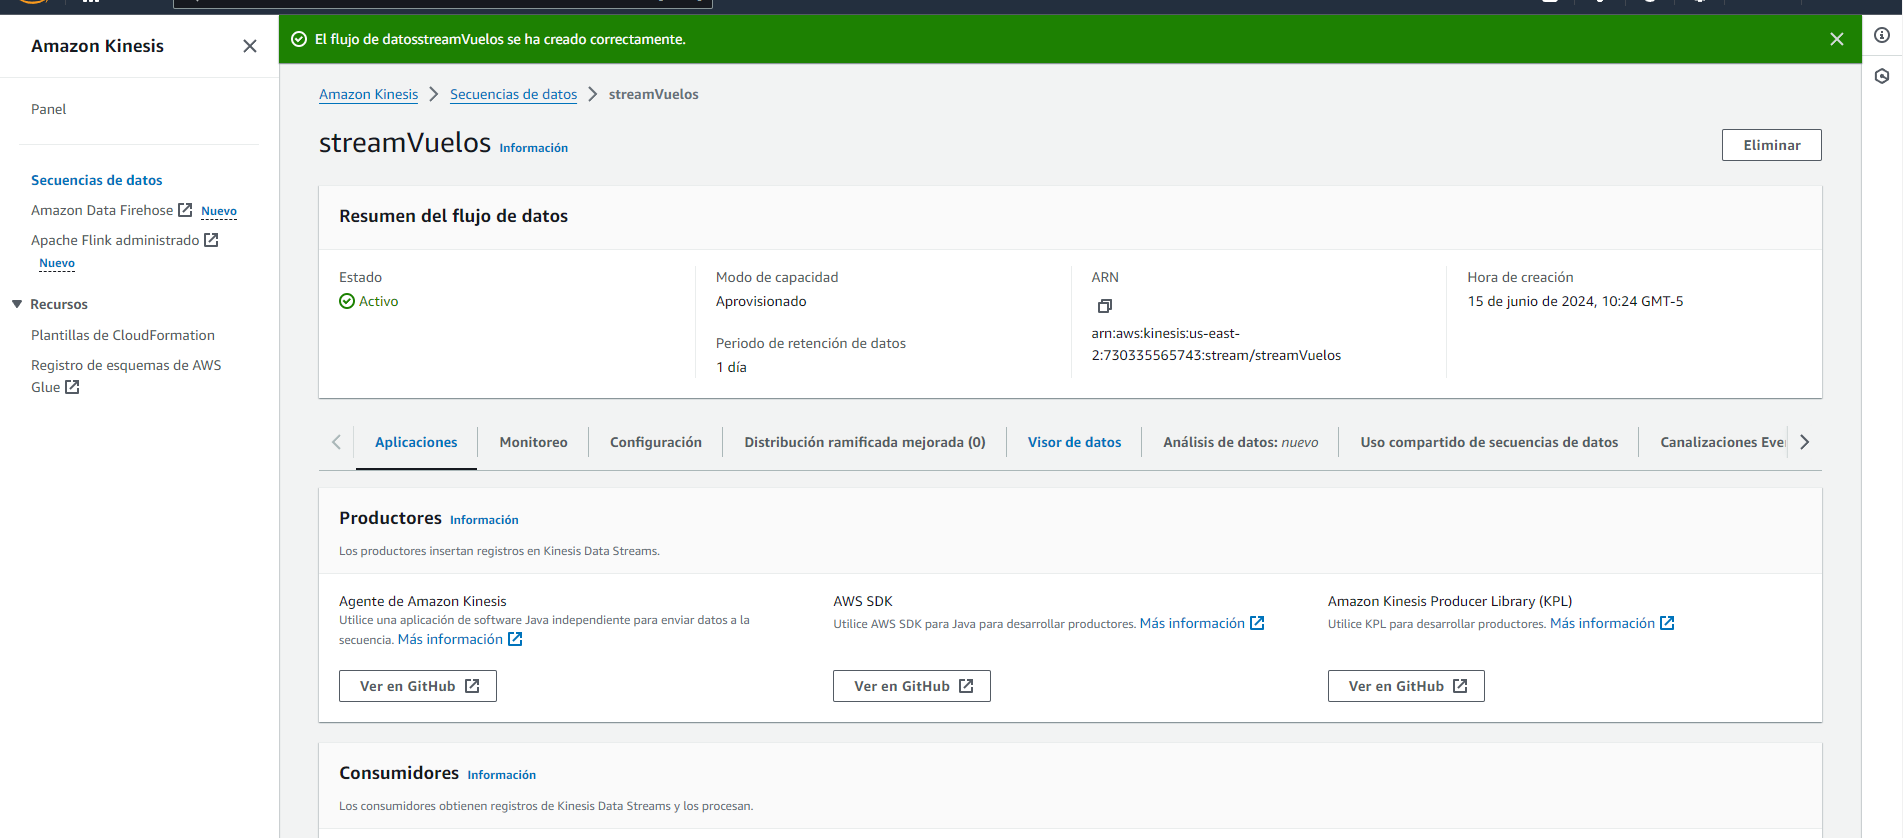 Amazon Kinesis
El flujo de datosstreamVuelos se ha creado correctamente.
Panel
Secuencias de datos
Amazon Data Firehose Nuevo
Apache Flink administrado
Nuevo
Recursos
Plantillas de CloudFormation
Registro de esquemas de AWS
Glue
Amazon Kinesis > Secuencias de datos > streamVuelos
streamVuelos Información
Eliminar
Resumen del flujo de datos
Estado
Activo
Modo de capacidad
Aprovisionado
Periodo de retención de datos
1 día
ARN
arn:aws:kinesis:us-east-
2:730335565743:stream/streamVuelos
Hora de creación
15 de junio de 2024, 10:24 GMT-5
Aplicaciones Monitoreo Configuración Distribución ramificada mejorada (0) Visor de datos Análisis de datos: nuevo Uso compartido de secuencias de datos Canalizaciones
Productores Información
Los productores insertan registros en Kinesis Data Streams.
Agente de Amazon Kinesis
Utilice una aplicación de software Java independiente para enviar datos a la
secuencia. Más información
Ver en GitHub
AWS SDK
Utilice AWS SDK para Java para desarrollar productores. Más información
Ver en GitHub
Amazon Kinesis Producer Library (KPL)
Utilice KPL para desarrollar productores. Más información
Ver en GitHub
Consumidores Información
Los consumidores obtienen registros de Kinesis Data Streams y los procesan.